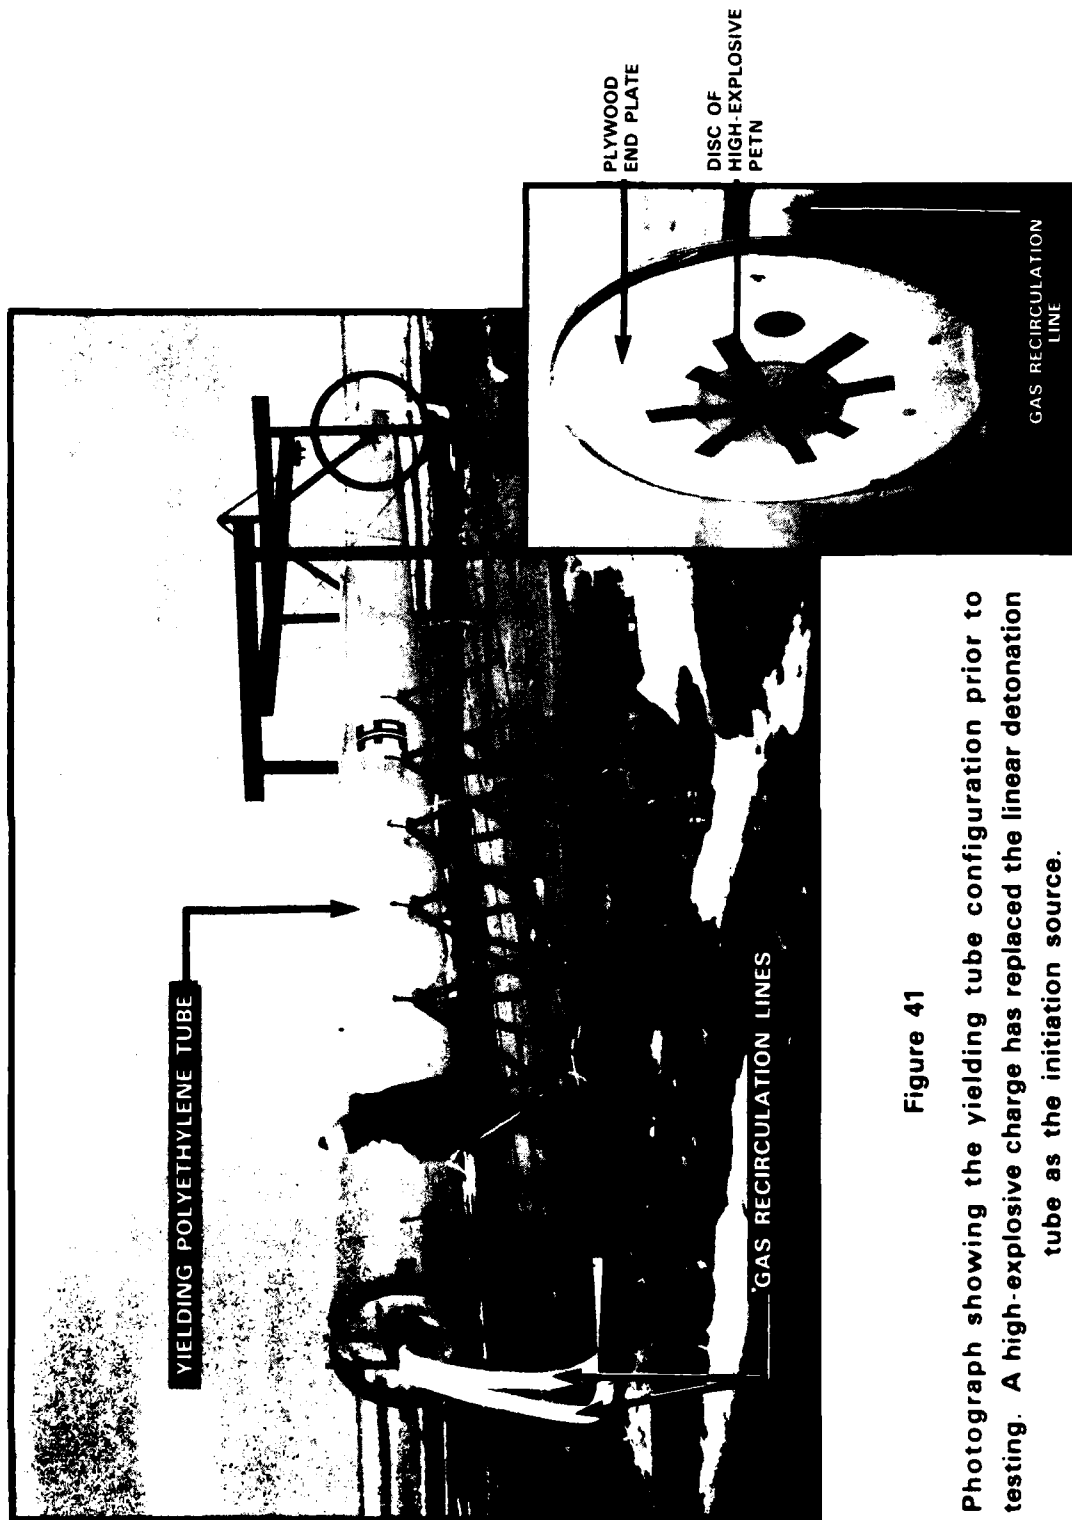 YIELDING POLYETHYLENE TUBE
PLYWOOD
END PLATE
DISC OF
HIGH-EXPLOSIVE
PETN
GAS RECIRCULATION
LINE
GAS RECIRCULATION LINES
Figure 41
Photograph showing the yielding tube configuration prior to
testing. A high-explosive charge has replaced the linear detonation
tube as the initiation source.